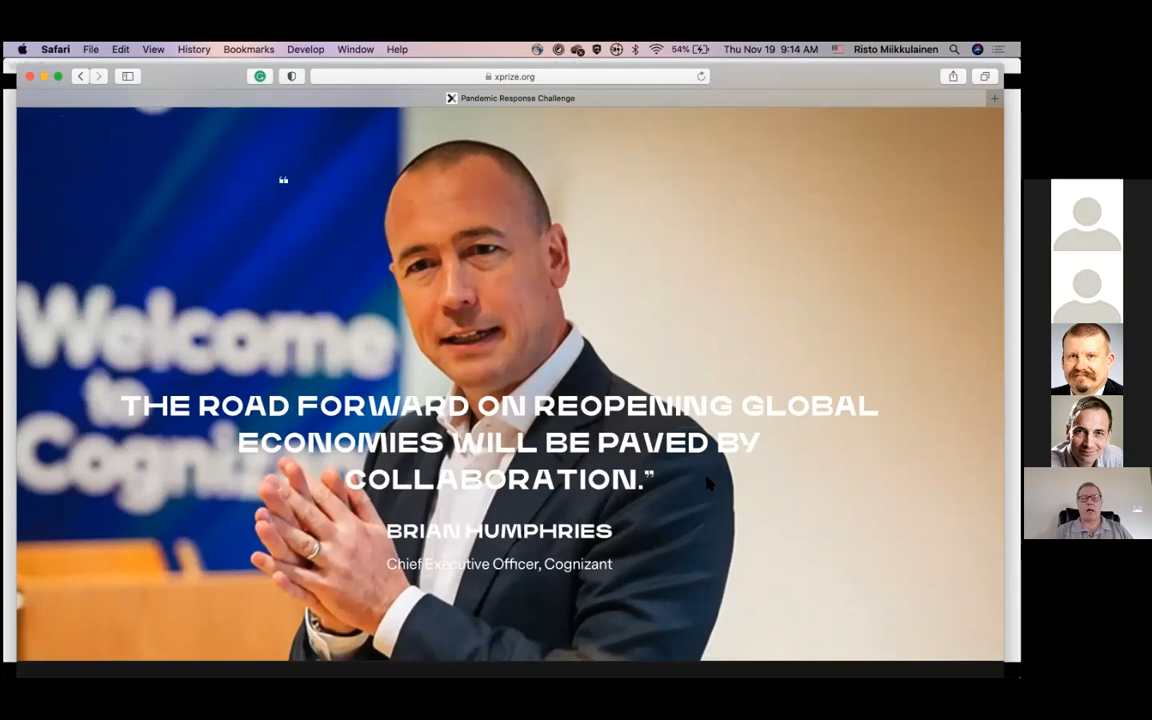 Safari File Edit View History Bookmarks Develop Window Help 54% Thu Nov 19 9:14 AM Risto Miikkulainen
xprize.org
Pandemic Response Challenge
“
Welcome
to
Cogniz
THE ROAD FORWARD ON REOPENING GLOBAL
ECONOMIES WILL BE PAVED BY
COLLABORATION.”
BRIAN HUMPHRIES
Chief Executive Officer, Cognizant